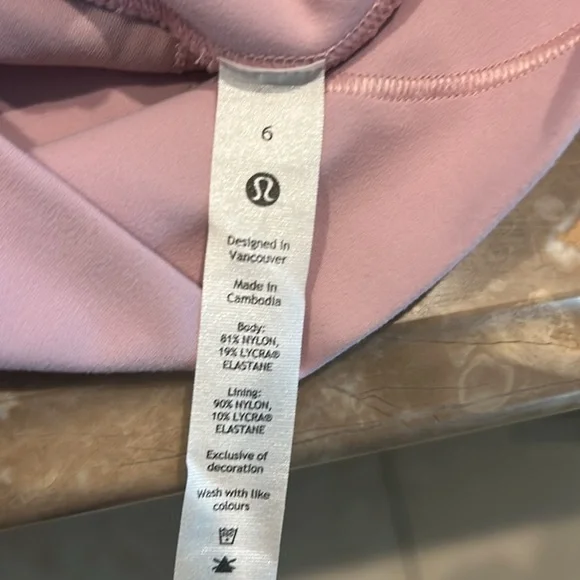 6
Designed in
Vancouver
Made in
Cambodia
Body:
81% NYLON,
19% LYCRA®
ELASTANE
Lining:
90% NYLON,
10% LYCRA®
ELASTANE
Exclusive of
decoration
Wash with like
colours